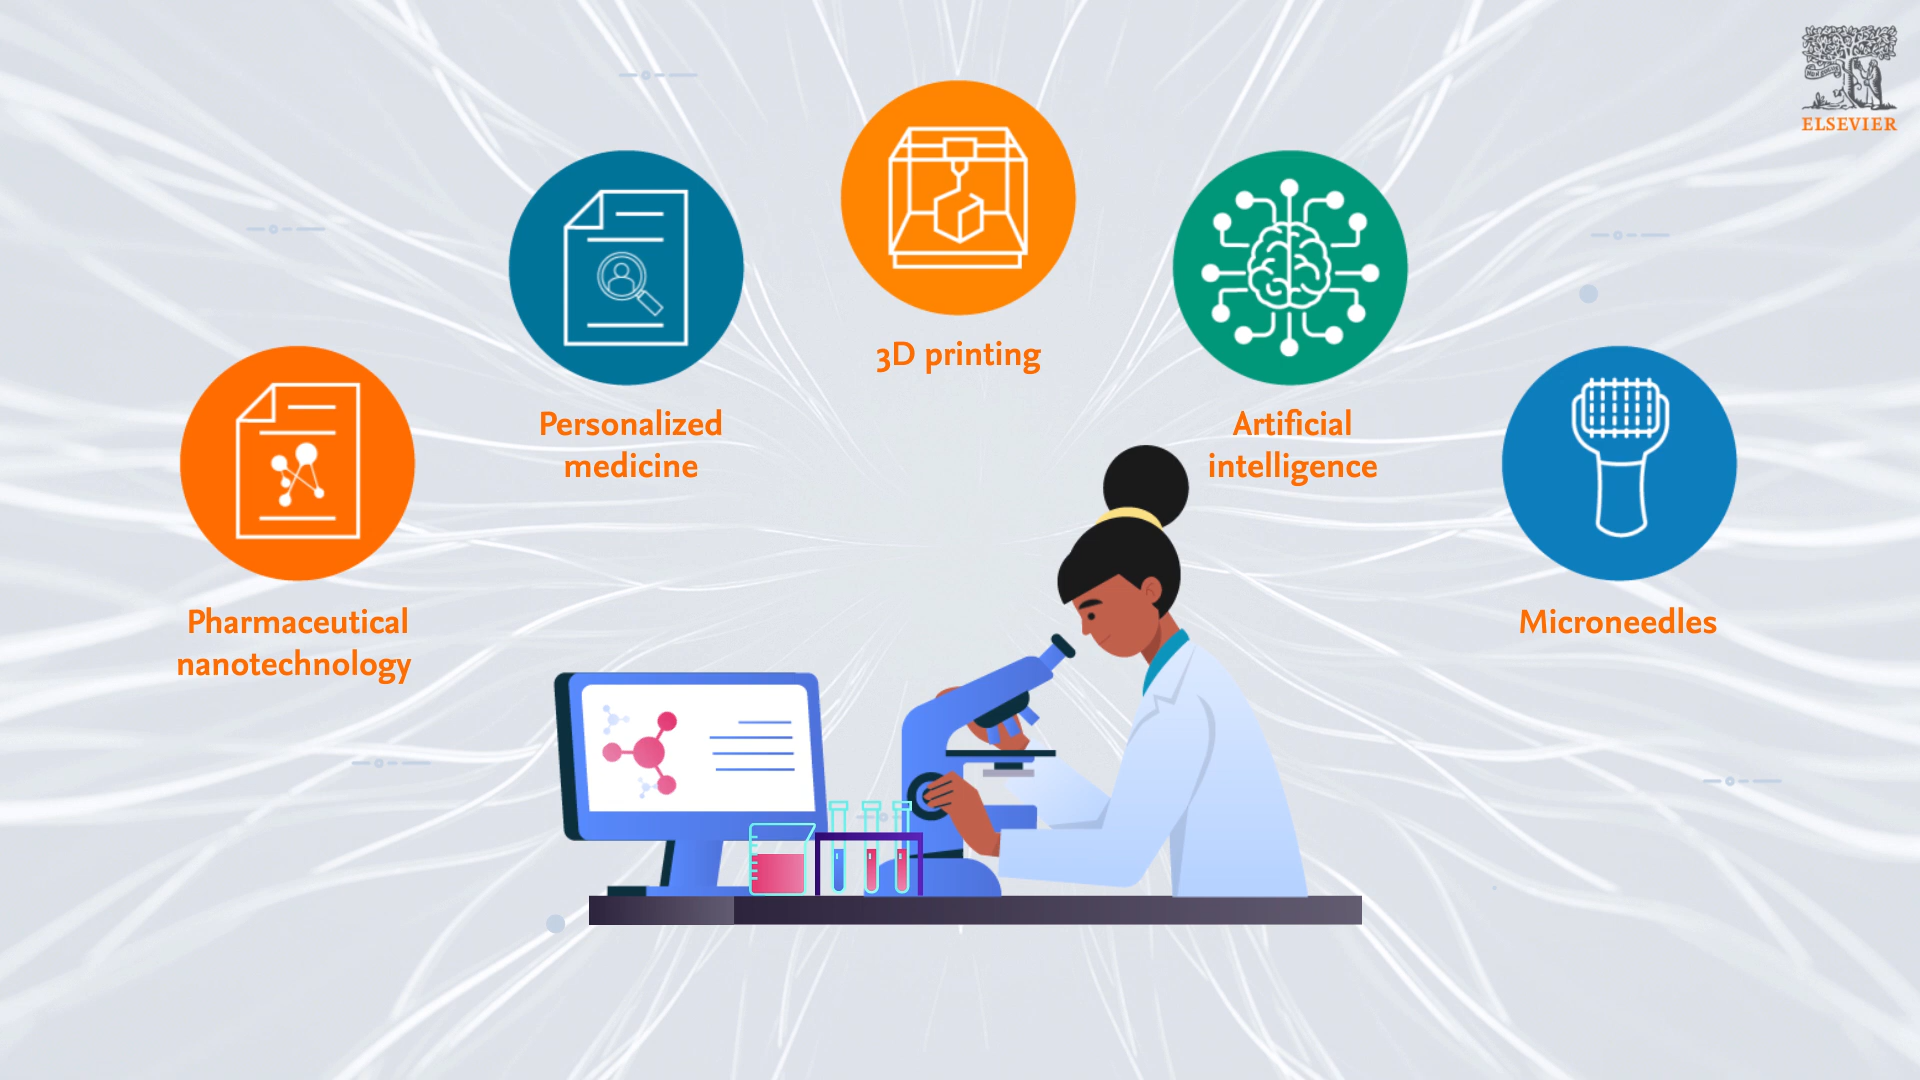 ELSEVIER
3D printing
Personalized
medicine
Artificial
intelligence
Pharmaceutical
nanotechnology
Microneedles